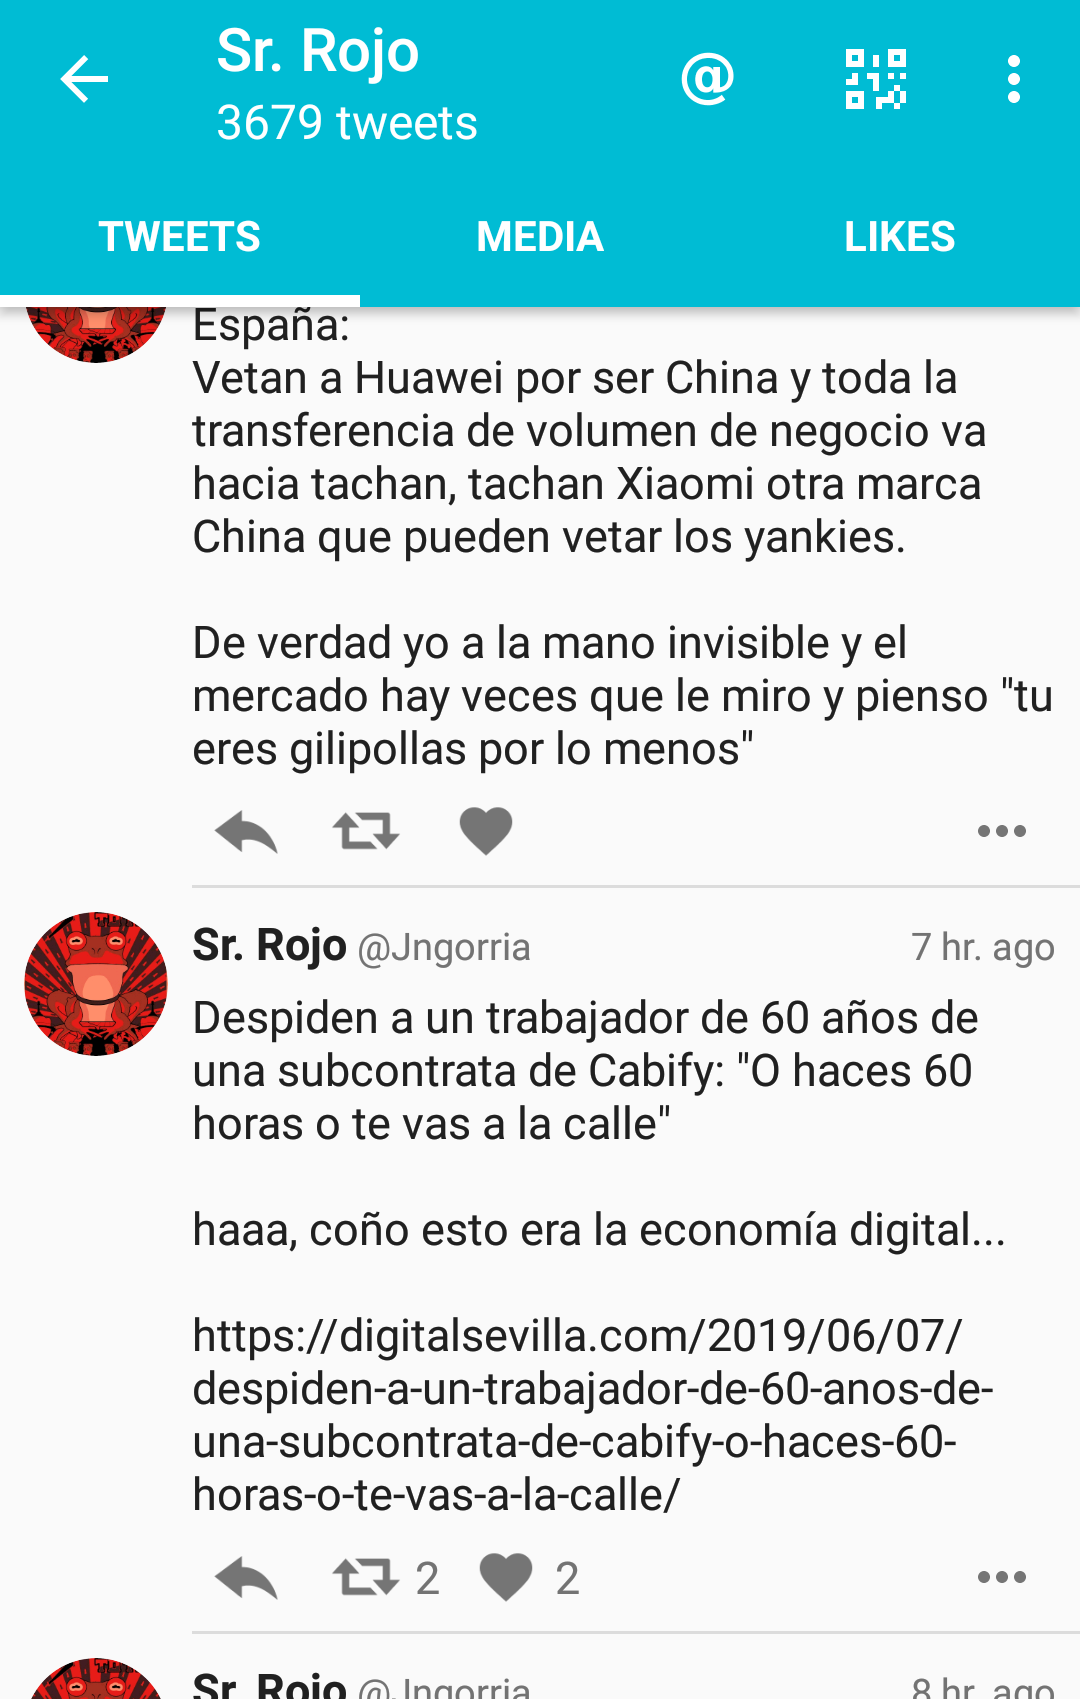 Sr. Rojo
3679 tweets
@
TWEETS
MEDIA
LIKES
España:
Vetan a Huawei por ser China y toda la
transferencia de volumen de negocio va
hacia tachan, tachan Xiaomi otra marca
China que pueden vetar los yankies.
De verdad yo a la mano invisible y el
mercado hay veces que le miro y pienso "tu
eres gilipollas por lo menos"
Sr. Rojo @Jngorria 7 hr. ago
Despiden a un trabajador de 60 años de
una subcontrata de Cabify: "O haces 60
horas o te vas a la calle"
haaa, coño esto era la economía digital...
https://digitalsevilla.com/2019/06/07/
despiden-a-un-trabajador-de-60-anos-de-
una-subcontrata-de-cabify-o-haces-60-
horas-o-te-vas-a-la-calle/
2 2
Sr. Rojo @Jngorria 8 hr. ago